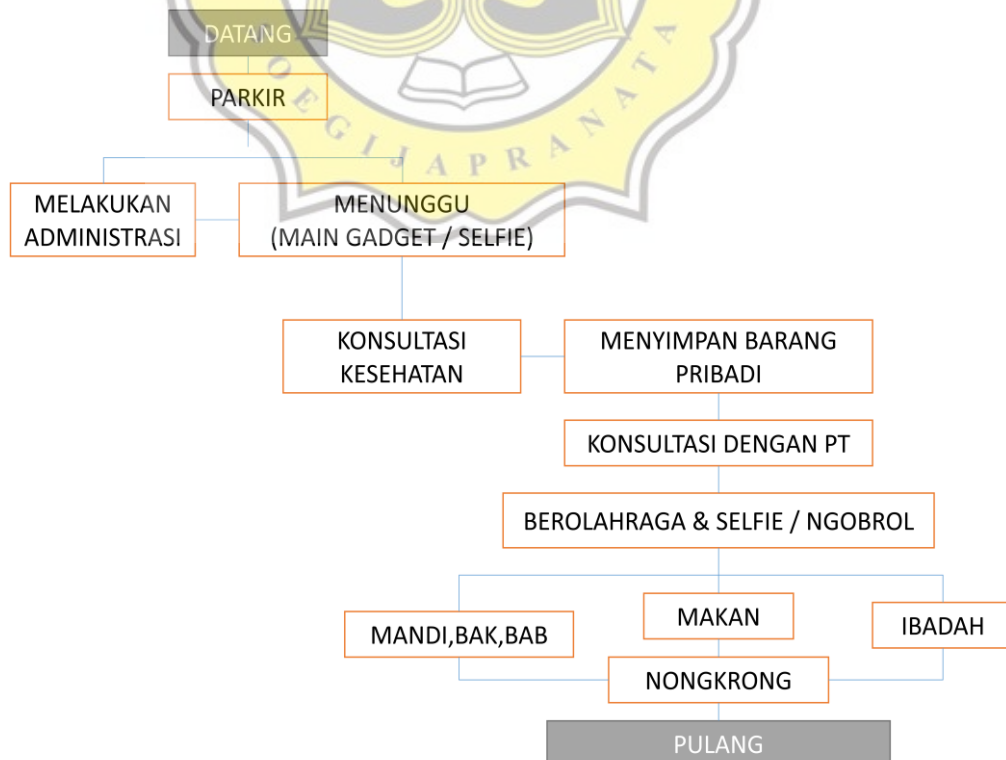 DATANG
PARKIR
OEGIJAPRANATA
MELAKUKAN
ADMINISTRASI
MENUNGGU
(MAIN GADGET / SELFIE)
KONSULTASI
KESEHATAN
MENYIMPAN BARANG
PRIBADI
KONSULTASI DENGAN PT
BEROLAHRAGA & SELFIE / NGOBROL
MANDI,BAK,BAB
MAKAN
IBADAH
NONGKRONG
PULANG